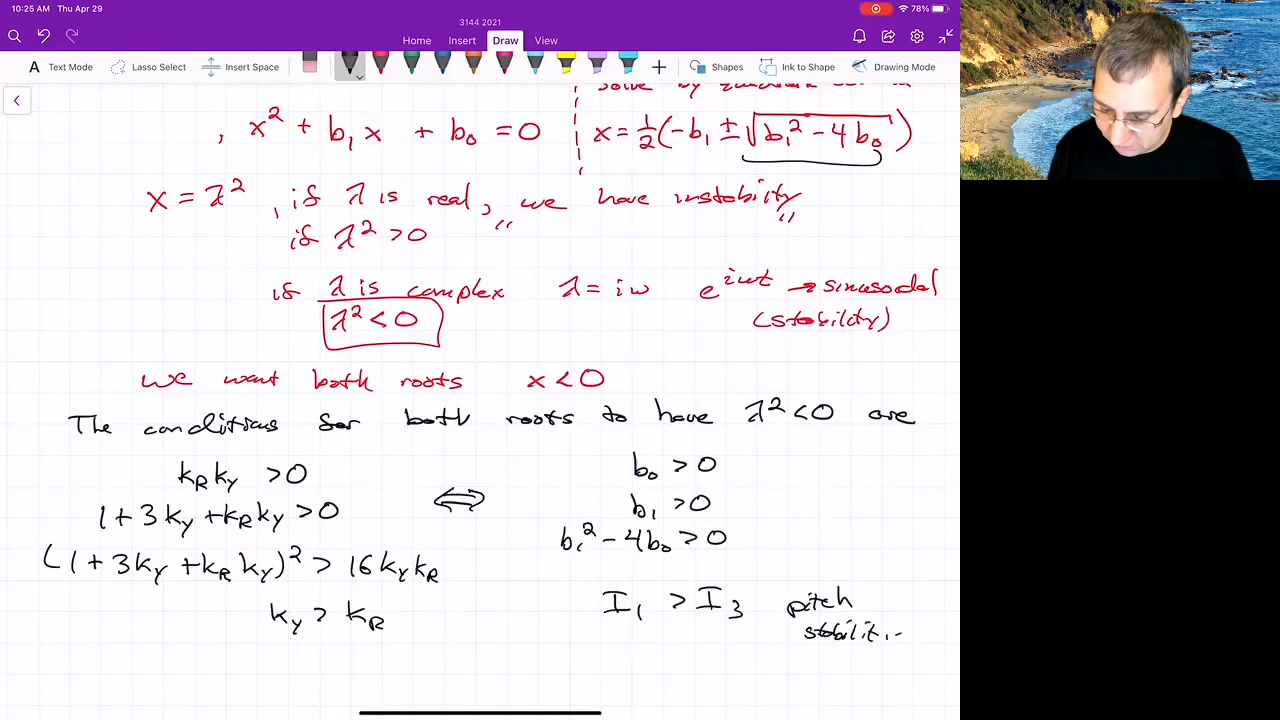 10:25 AM Thu Apr 29
78%
3144 2021
Home Insert Draw View
Text Mode Lasso Select Insert Space Shapes Ink to Shape Drawing Mode
solve by
, x² + b₁x + b₀ = 0
x = ½(-b₁ ± √b₁² - 4b₀)
x = λ² , if λ is real, "we have instability"
if λ² > 0
if λ is complex λ = iω e^iωt → sinusodal
λ² < 0 (stability)
we want both roots x < 0
The conditions for both roots to have λ² < 0 are
k_R k_Y > 0 b₀ > 0
1 + 3k_Y + k_R k_Y > 0 ⟺ b₁ > 0
(1 + 3k_Y + k_R k_Y)² > 16 k_Y k_R b₁² - 4b₀ > 0
k_Y > k_R I₁ > I₃ pitch